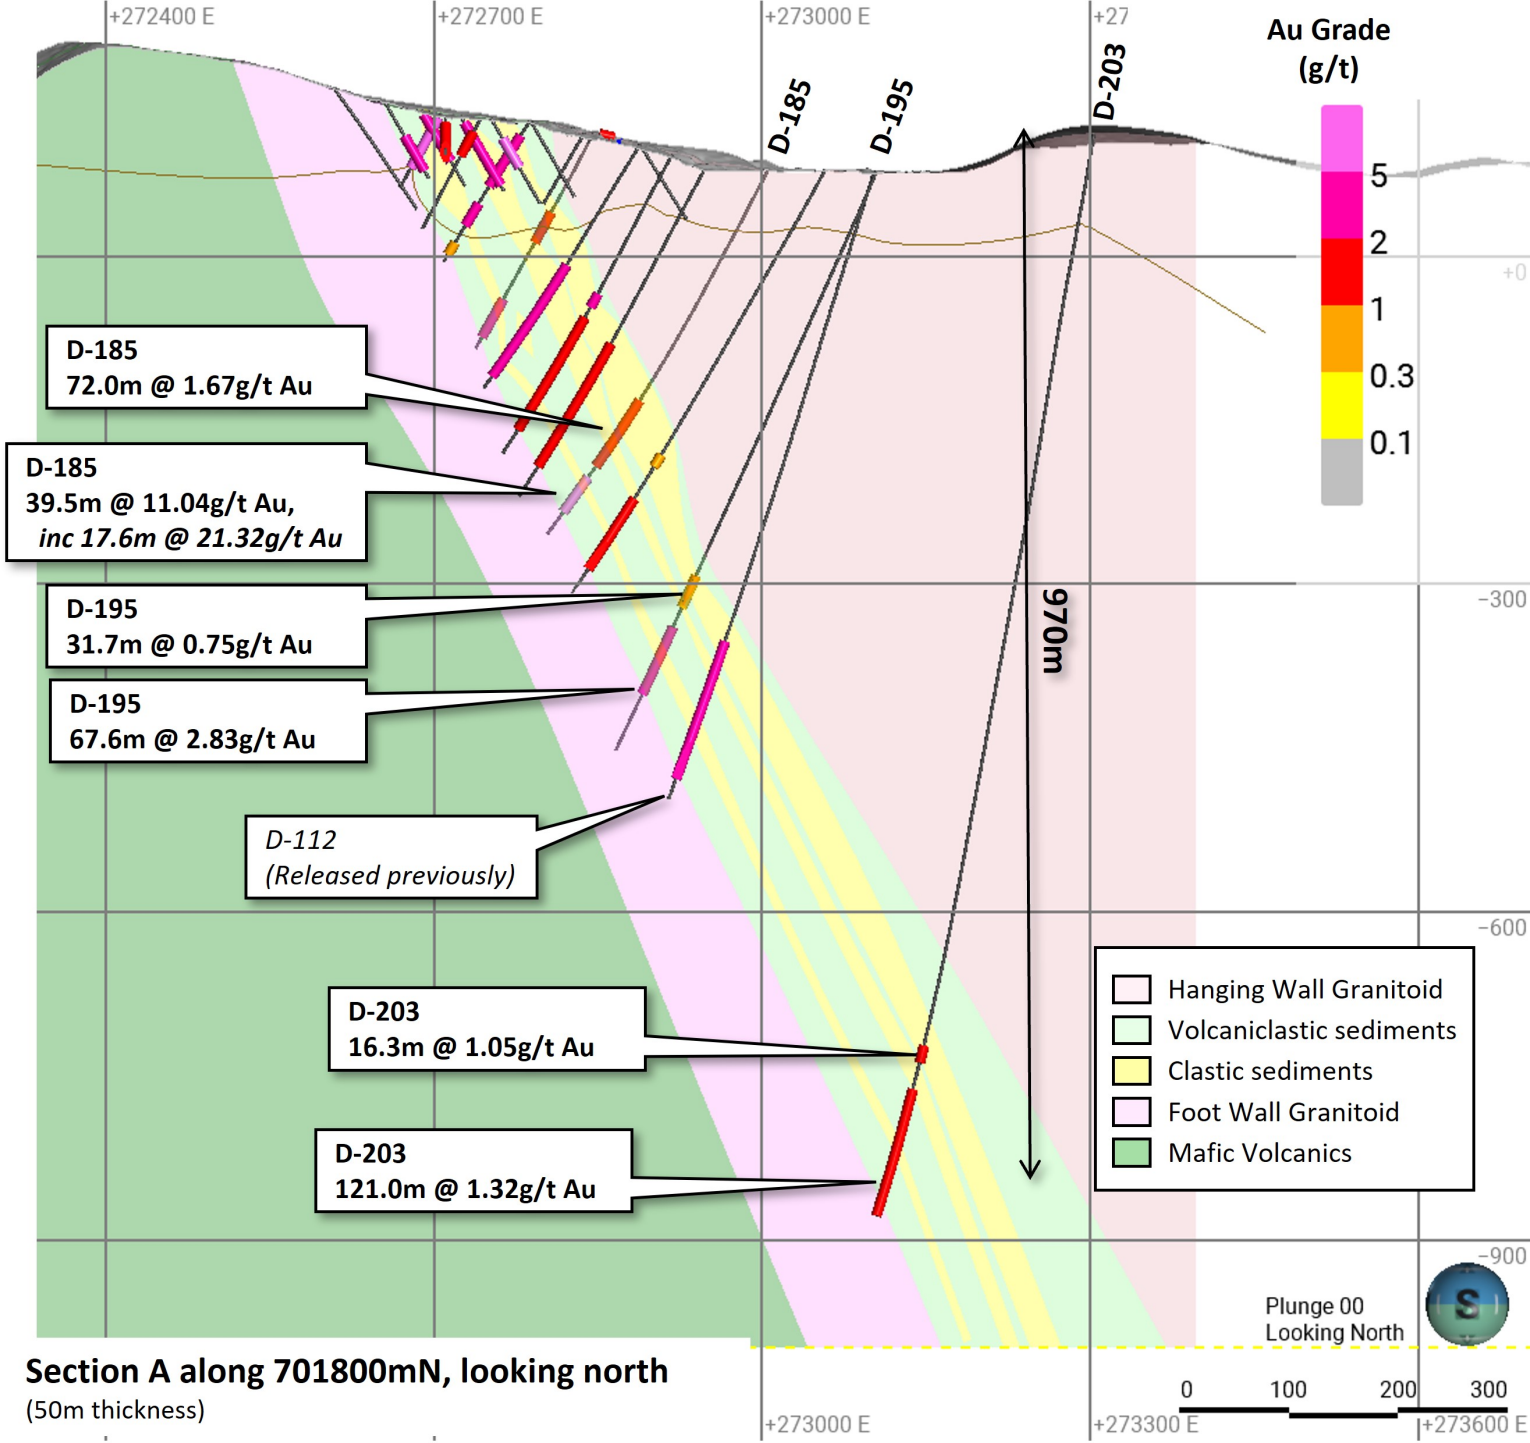 +272400 E
+272700 E
+273000 E
+27
Au Grade
(g/t)
D-185
D-195
D-203
5
2
1
0.3
0.1
+0
D-185
72.0m @ 1.67g/t Au
D-185
39.5m @ 11.04g/t Au,
inc 17.6m @ 21.32g/t Au
−300
D-195
31.7m @ 0.75g/t Au
970m
D-195
67.6m @ 2.83g/t Au
D-112
(Released previously)
−600
Hanging Wall Granitoid
Volcaniclastic sediments
Clastic sediments
Foot Wall Granitoid
Mafic Volcanics
D-203
16.3m @ 1.05g/t Au
D-203
121.0m @ 1.32g/t Au
−900
S
Plunge 00
Looking North
Section A along 701800mN, looking north
(50m thickness)
0 100 200 300
+273000 E
+273300 E
+273600 E